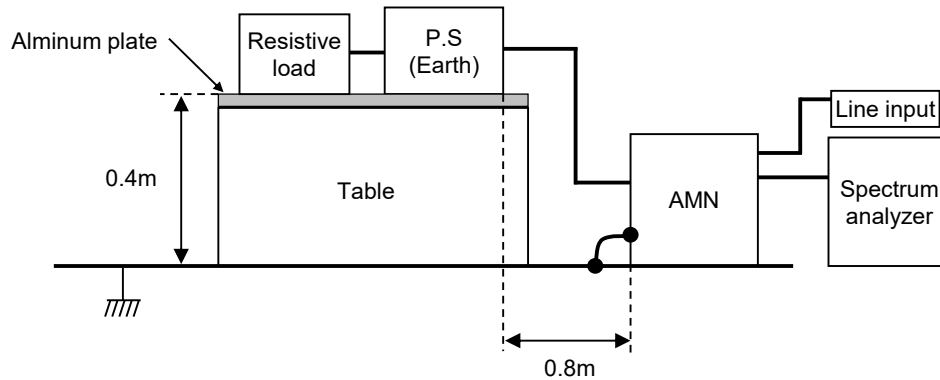 Alminum plate
Resistive
load
P.S
(Earth)
Line input
0.4m
Table
AMN
Spectrum
analyzer
0.8m